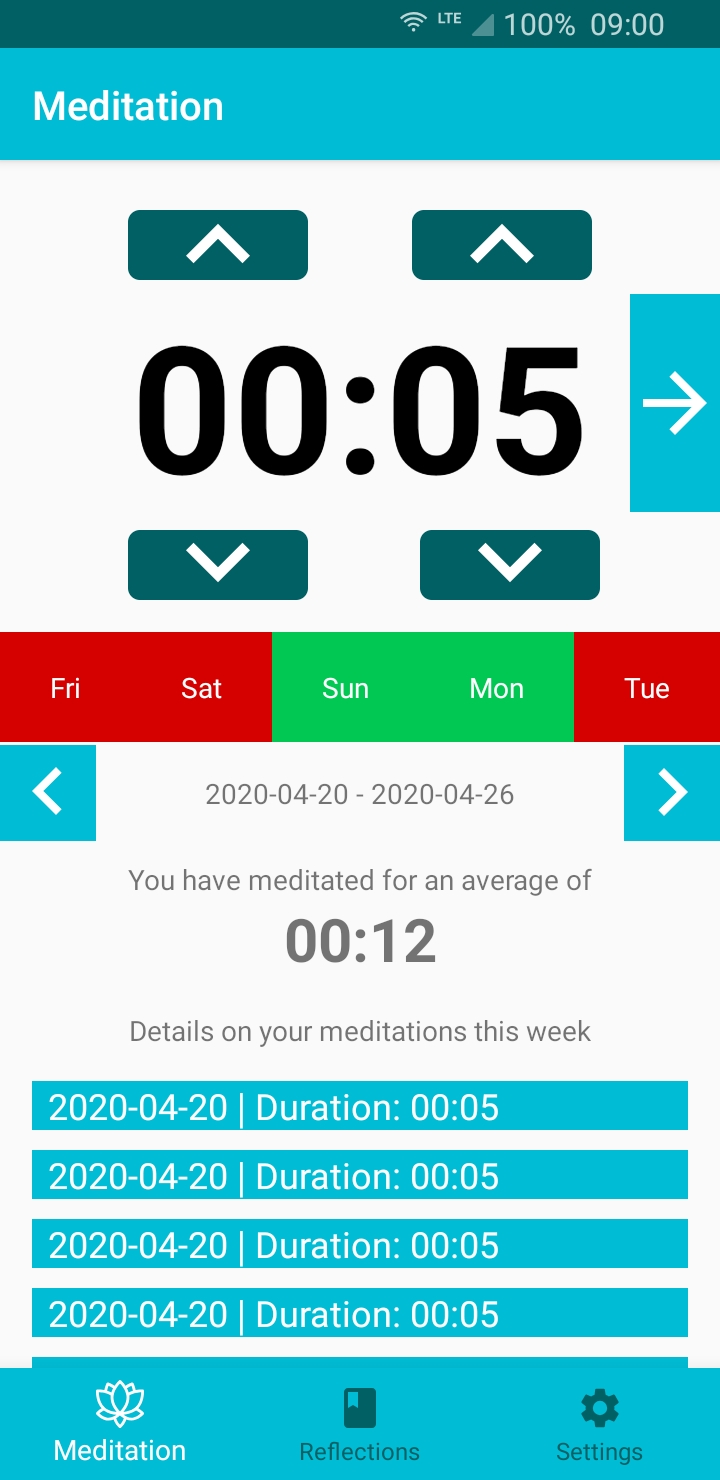 LTE 100% 09:00
Meditation
00:05
Fri Sat Sun Mon Tue
2020-04-20 - 2020-04-26
You have meditated for an average of
00:12
Details on your meditations this week
2020-04-20 | Duration: 00:05
2020-04-20 | Duration: 00:05
2020-04-20 | Duration: 00:05
2020-04-20 | Duration: 00:05
Meditation Reflections Settings